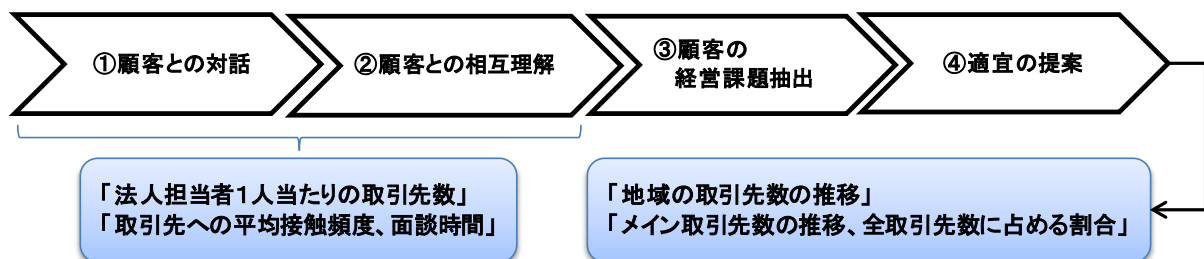 ①顧客との対話
②顧客との相互理解
③顧客の
経営課題抽出
④適宜の提案
「法人担当者1人当たりの取引先数」
「取引先への平均接触頻度、面談時間」
「地域の取引先数の推移」
「メイン取引先数の推移、全取引先数に占める割合」